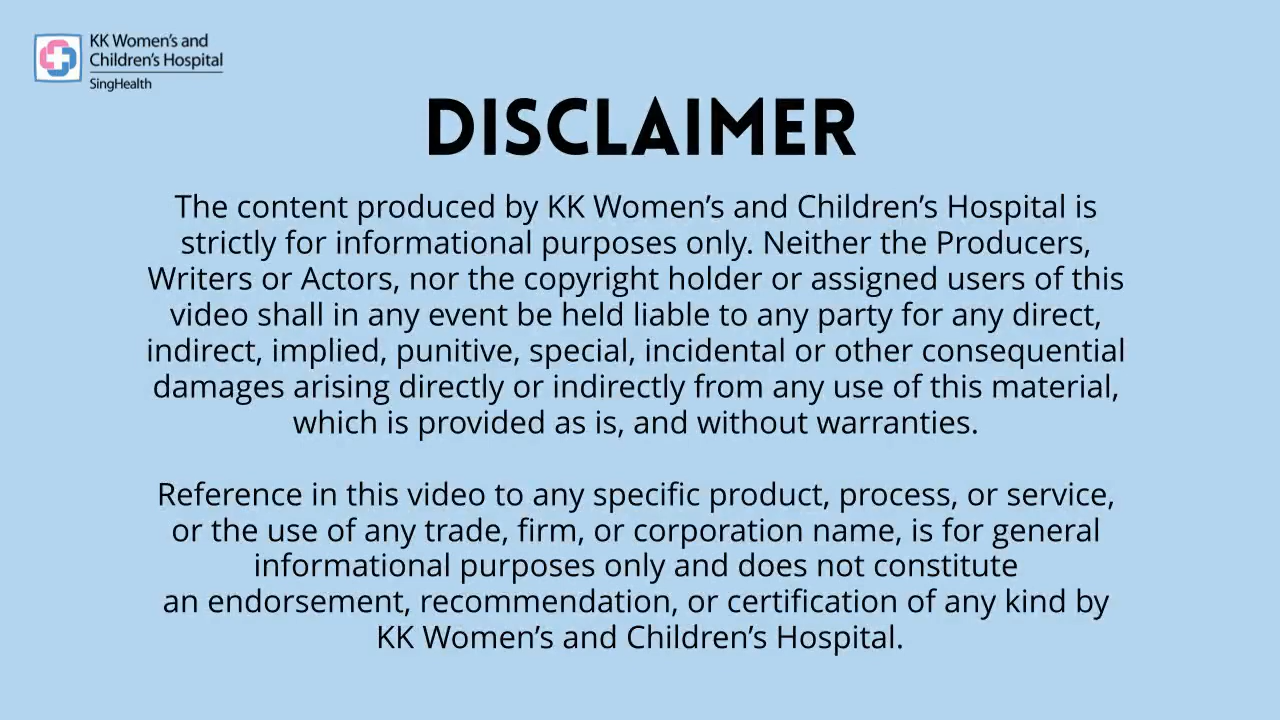 KK Women's and
Children's Hospital
SingHealth
DISCLAIMER
The content produced by KK Women’s and Children’s Hospital is
strictly for informational purposes only. Neither the Producers,
Writers or Actors, nor the copyright holder or assigned users of this
video shall in any event be held liable to any party for any direct,
indirect, implied, punitive, special, incidental or other consequential
damages arising directly or indirectly from any use of this material,
which is provided as is, and without warranties.
Reference in this video to any specific product, process, or service,
or the use of any trade, firm, or corporation name, is for general
informational purposes only and does not constitute
an endorsement, recommendation, or certification of any kind by
KK Women’s and Children’s Hospital.